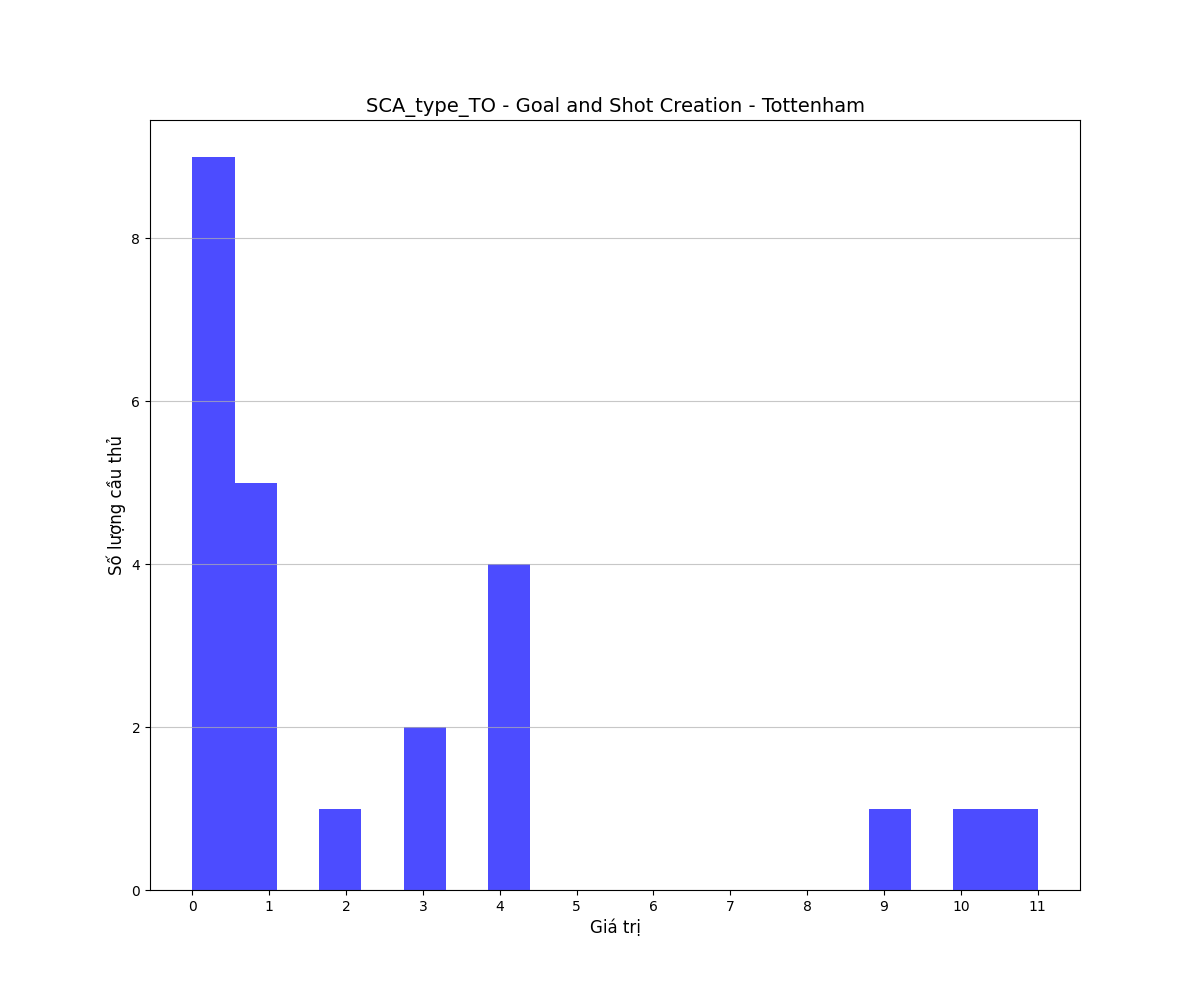 SCA_type_TO - Goal and Shot Creation - Tottenham
Số lượng cầu thủ
8
6
4
2
0
0 1 2 3 4 5 6 7 8 9 10 11
Giá trị